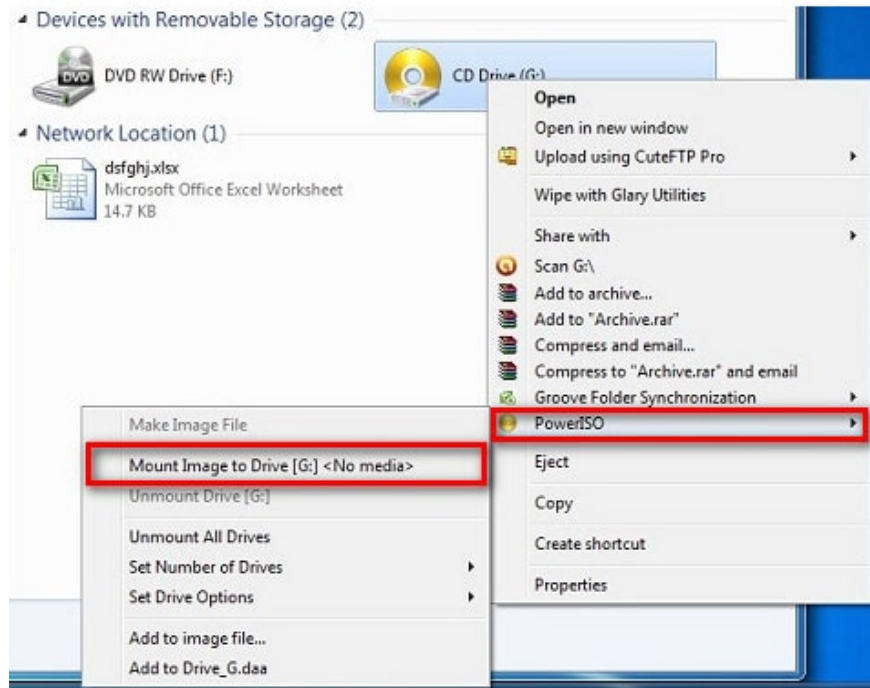 Devices with Removable Storage (2)
DVD
DVD RW Drive (F:)
CD Drive (G:)
Network Location (1)
dsfghj.xlsx
Microsoft Office Excel Worksheet
14.7 KB
Open
Open in new window
Upload using CuteFTP Pro
Wipe with Glary Utilities
Share with
Scan G:\
Add to archive...
Add to "Archive.rar"
Compress and email...
Compress to "Archive.rar" and email
Groove Folder Synchronization
PowerISO
Eject
Copy
Create shortcut
Properties
Make Image File
Mount Image to Drive [G:] <No media>
Unmount Drive [G:]
Unmount All Drives
Set Number of Drives
Set Drive Options
Add to image file...
Add to Drive_G.daa